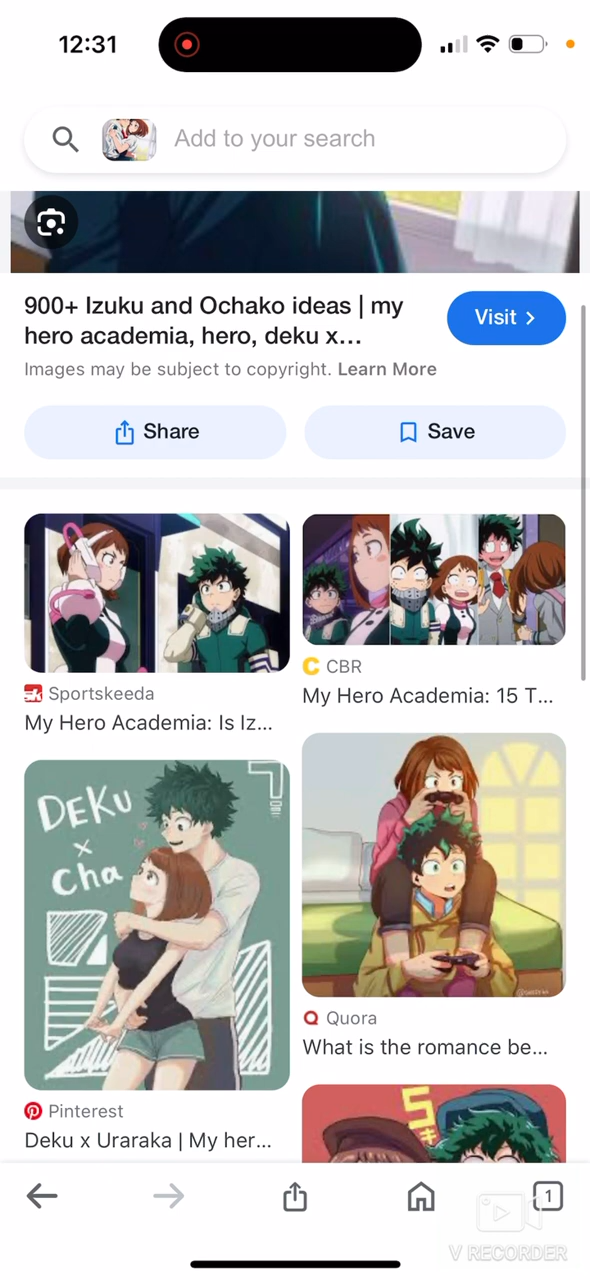 12:31
Add to your search
900+ Izuku and Ochako ideas | my
hero academia, hero, deku x...
Visit
Images may be subject to copyright. Learn More
Share
Save
Sportskeeda
My Hero Academia: Is Iz...
CBR
My Hero Academia: 15 T...
DEKU
x
Cha
Quora
What is the romance be...
Pinterest
Deku x Uraraka | My her...
1
V RECORDER